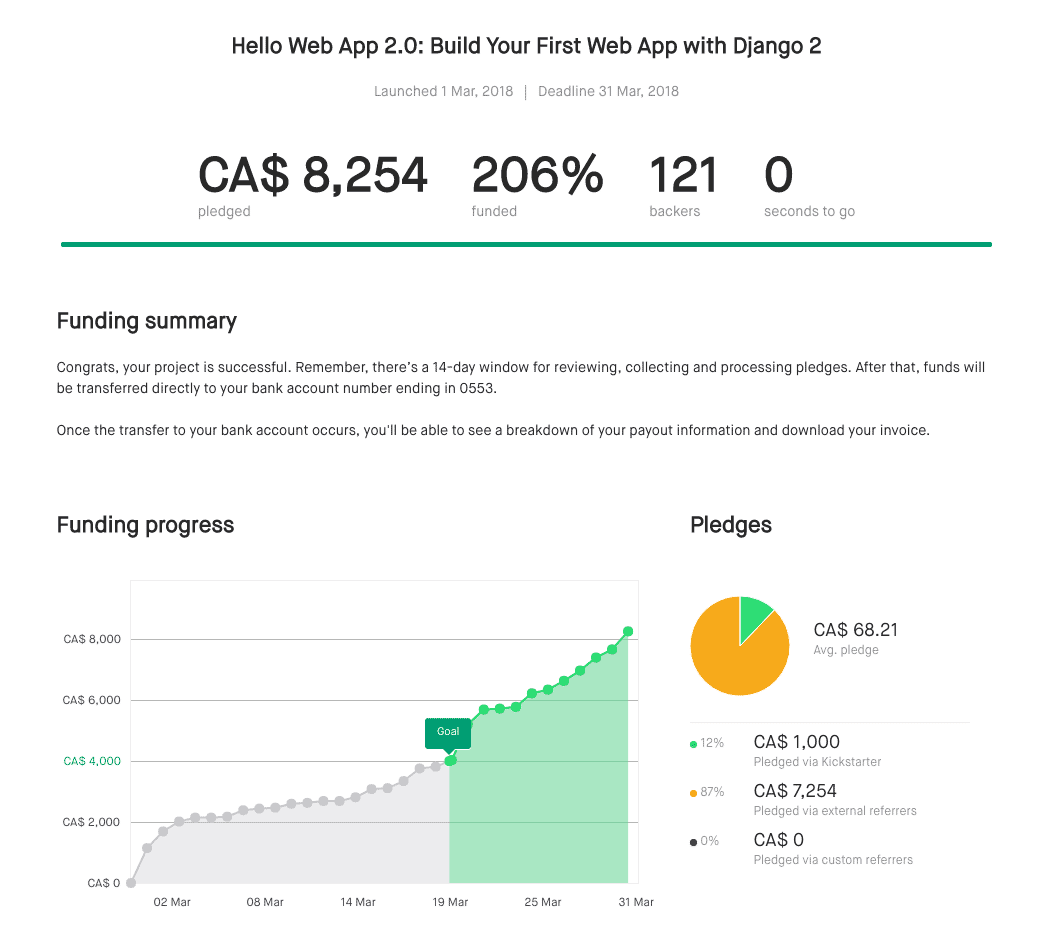 Hello Web App 2.0: Build Your First Web App with Django 2
Launched 1 Mar, 2018 | Deadline 31 Mar, 2018
CA$ 8,254 206% 121 0
pledged funded backers seconds to go
Funding summary
Congrats, your project is successful. Remember, there's a 14-day window for reviewing, collecting and processing pledges. After that, funds will
be transferred directly to your bank account number ending in 0553.
Once the transfer to your bank account occurs, you'll be able to see a breakdown of your payout information and download your invoice.
Funding progress
CA$ 8,000
CA$ 6,000
Goal
CA$ 4,000
CA$ 2,000
CA$ 0
02 Mar 08 Mar 14 Mar 19 Mar 25 Mar 31 Mar
Pledges
CA$ 68.21
Avg. pledge
12% CA$ 1,000
Pledged via Kickstarter
87% CA$ 7,254
Pledged via external referrers
0% CA$ 0
Pledged via custom referrers